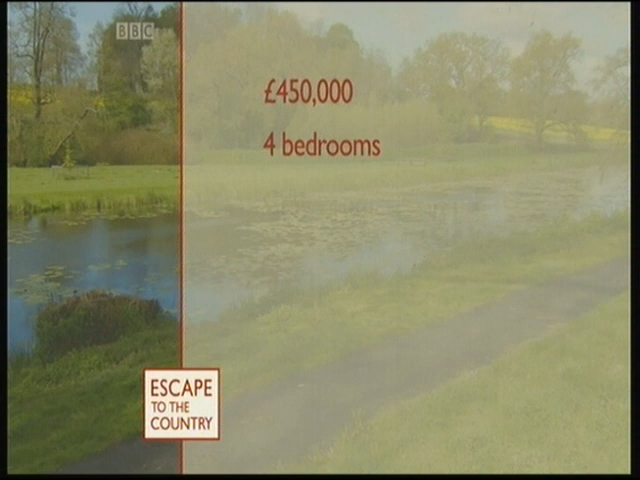 BBC
£450,000
4 bedrooms
ESCAPE
TO THE
COUNTRY